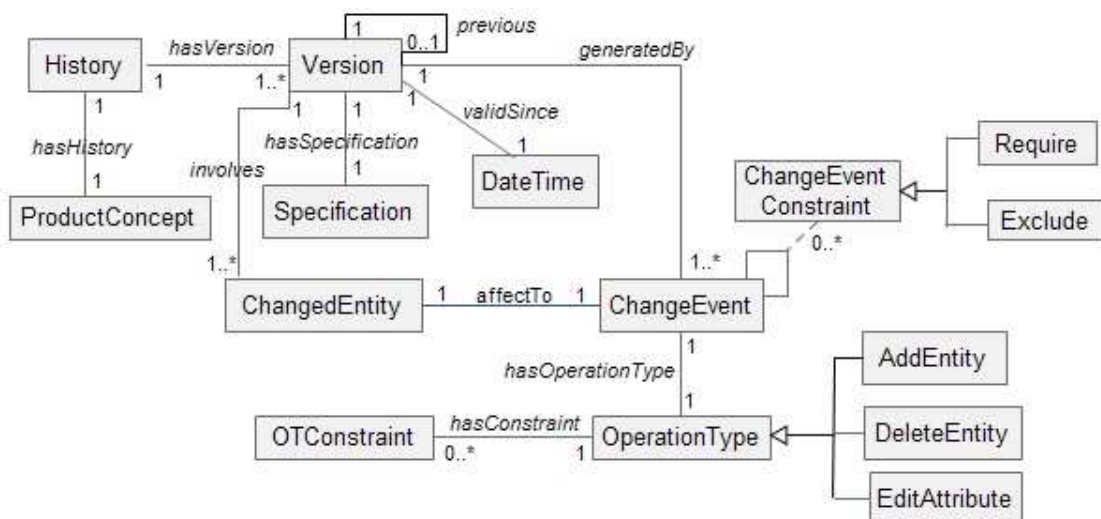 1
previous
hasVersion
0..1
generatedBy
History
Version
1
1..*
1
1
1
1
1
validSince
hasHistory
hasSpecification
1
involves
1
1
DateTime
ChangeEvent
Constraint
Require
ProductConcept
Specification
Exclude
0..*
1..*
1..*
ChangedEntity
1
affectTo
1
ChangeEvent
1
hasOperationType
AddEntity
1
hasConstraint
OTConstraint
OperationType
DeleteEntity
0..*
1
EditAttribute